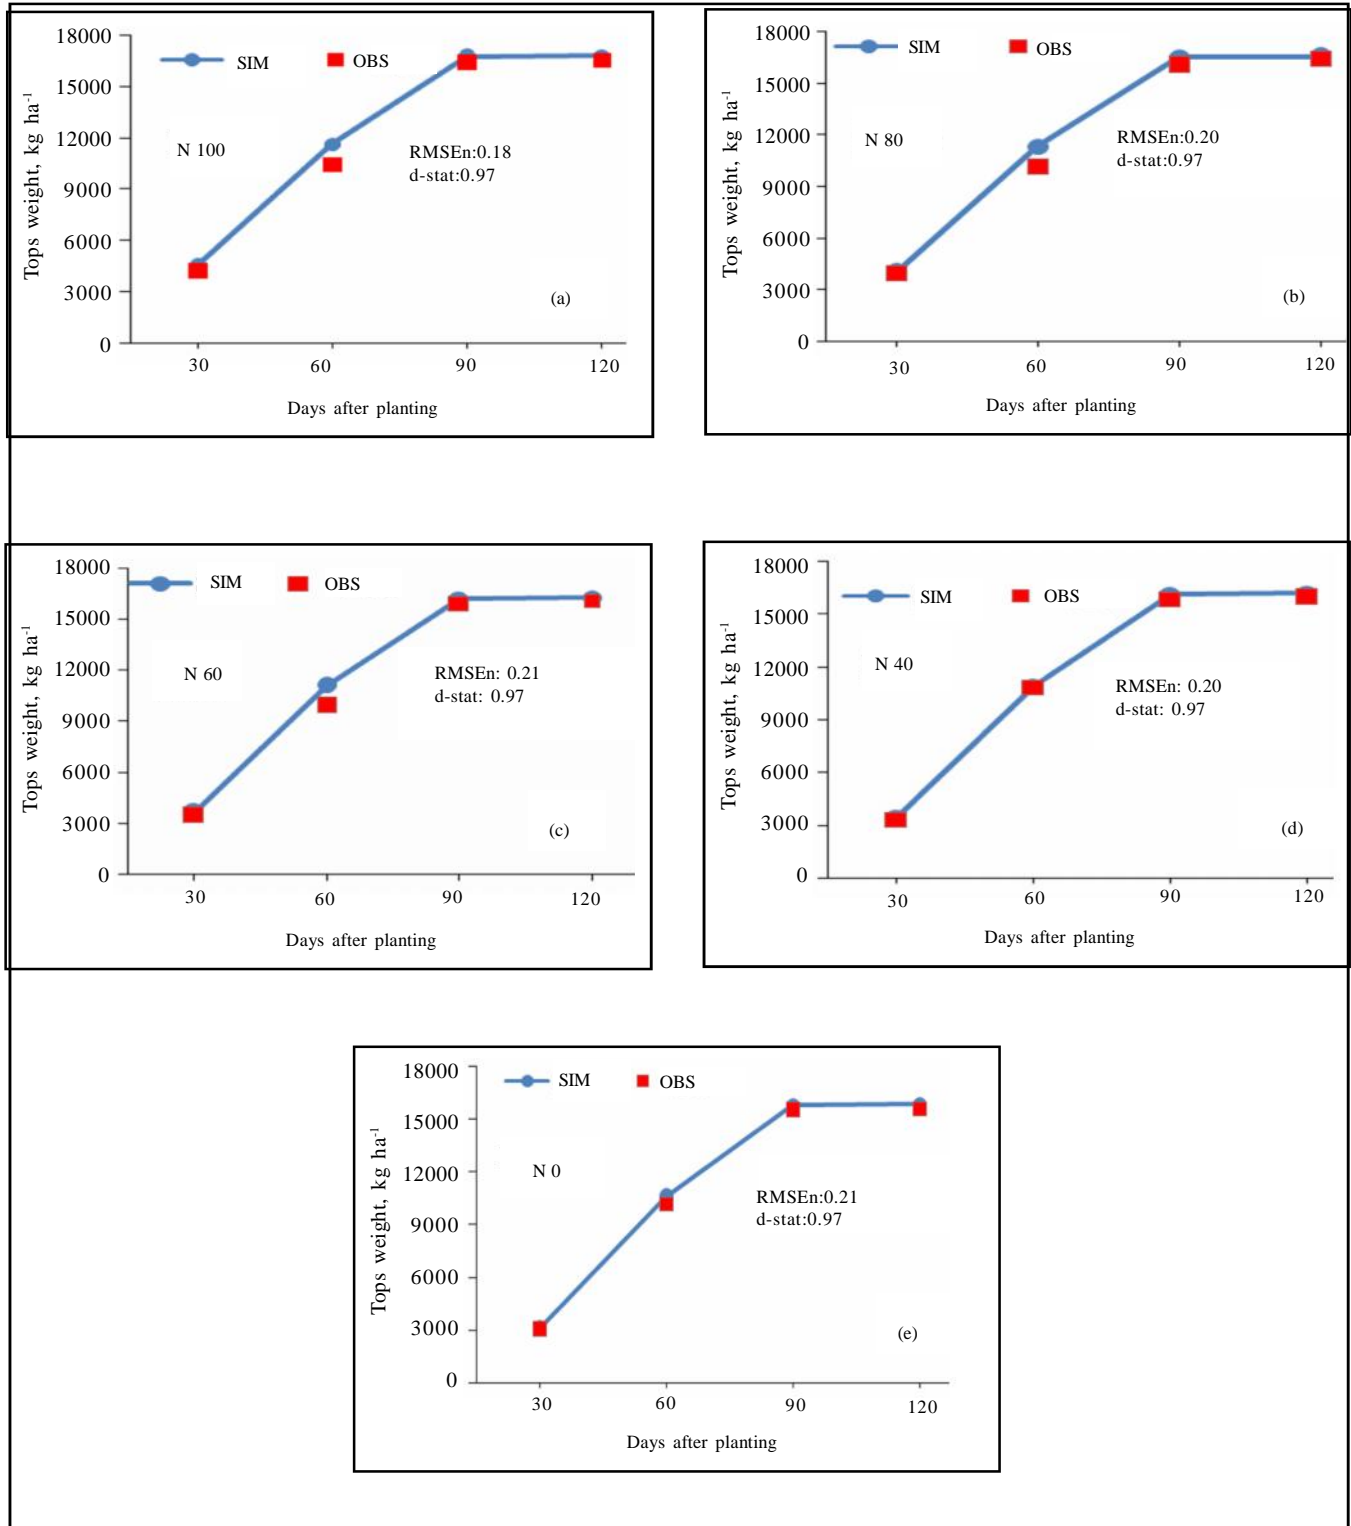 18000
15000
12000
9000
6000
3000
0
Tops weight, kg ha-1
SIM
OBS
N 100
RMSEn:0.18
d-stat:0.97
(a)
30 60 90 120
Days after planting
18000
15000
12000
9000
6000
3000
0
Tops weight, kg ha-1
SIM
OBS
N 80
RMSEn:0.20
d-stat:0.97
(b)
30 60 90 120
Days after planting
18000
15000
12000
9000
6000
3000
0
Tops weight, kg ha-1
SIM
OBS
N 60
RMSEn: 0.21
d-stat: 0.97
(c)
30 60 90 120
Days after planting
18000
15000
12000
9000
6000
3000
0
Tops weight, kg ha-1
SIM
OBS
N 40
RMSEn: 0.20
d-stat: 0.97
(d)
30 60 90 120
Days after planting
18000
15000
12000
9000
6000
3000
0
Tops weight, kg ha-1
SIM
OBS
N 0
RMSEn:0.21
d-stat:0.97
(e)
30 60 90 120
Days after planting